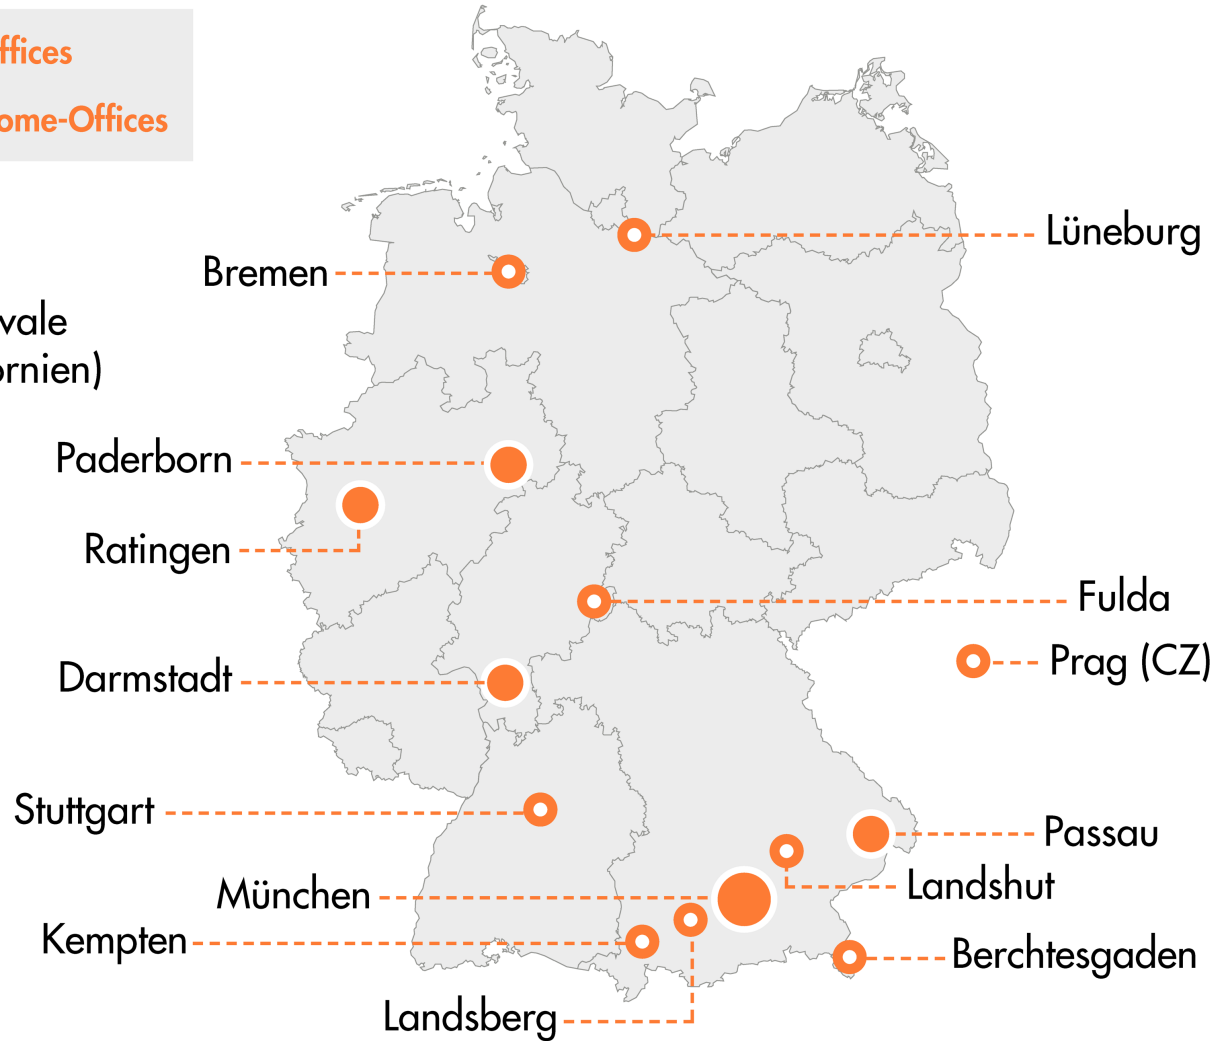 ffices
ome-Offices
Lüneburg
Bremen
vale
ornien)
Paderborn
Ratingen
Fulda
Prag (CZ)
Darmstadt
Stuttgart
Passau
Landshut
München
Kempten
Berchtesgaden
Landsberg